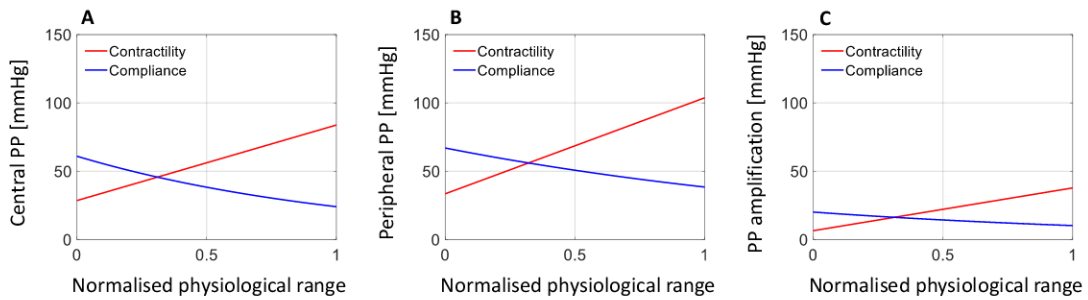 A
Central PP [mmHg]
150
100
50
0
Contractility
Compliance
0
0.5
1
Normalised physiological range
B
Peripheral PP [mmHg]
150
100
50
0
Contractility
Compliance
0
0.5
1
Normalised physiological range
C
PP amplification [mmHg]
150
100
50
0
Contractility
Compliance
0
0.5
1
Normalised physiological range